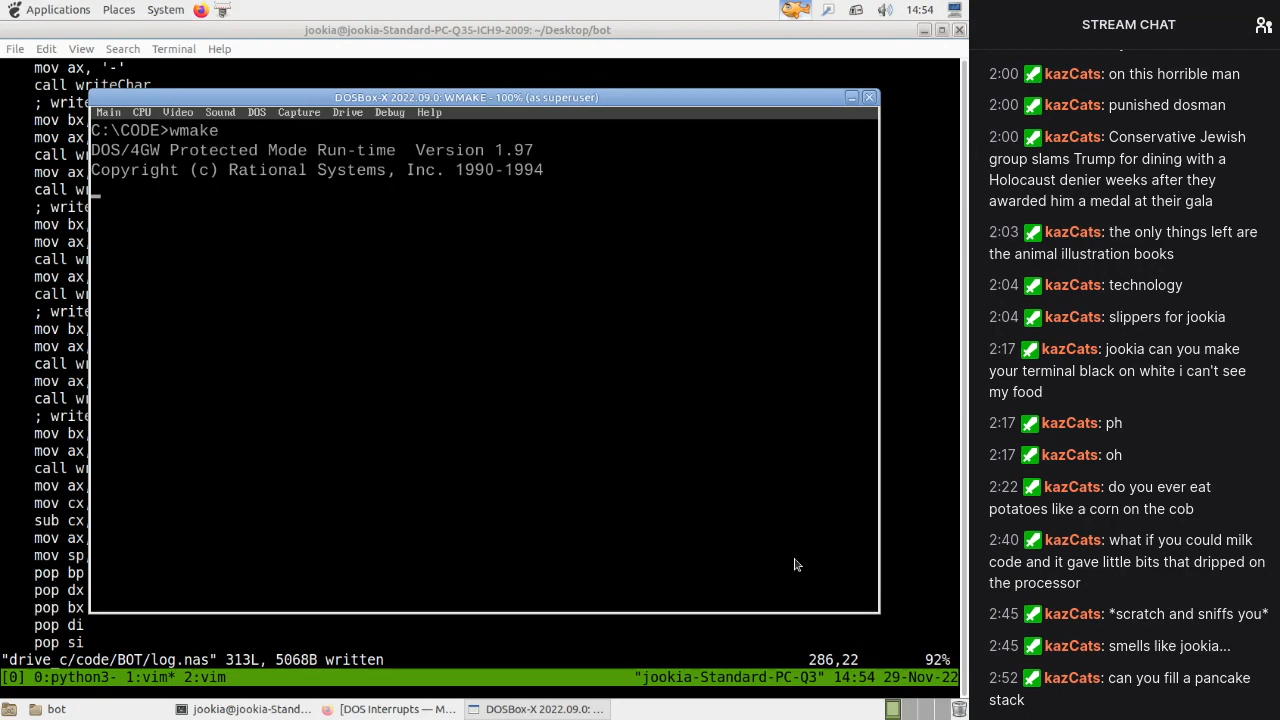 Applications Places System 14:54
jookia@jookia-Standard-PC-Q35-ICH9-2009: ~/Desktop/bot
File Edit View Search Terminal Help
mov ax, '-'
call writeChar
; write
mov bx,
mov ax,
call wr
mov ax,
call wr
; write
mov bx,
mov ax,
call wr
mov ax,
call wr
; write
mov bx,
mov ax,
call wr
mov ax,
call wr
; write
mov bx,
mov ax,
call wr
mov ax,
mov cx,
sub cx,
mov ax,
mov sp,
pop bp
pop dx
pop bx
pop di
pop si
"drive_c/code/BOT/log.nas" 313L, 5068B written 286,22 92%
[0] 0:python3- 1:vim* 2:vim "jookia-Standard-PC-Q3" 14:54 29-Nov-22
DOSBox-X 2022.09.0: WMAKE - 100% (as superuser)
Main CPU Video Sound DOS Capture Drive Debug Help
C:\CODE>wmake
DOS/4GW Protected Mode Run-time Version 1.97
Copyright (c) Rational Systems, Inc. 1990-1994
bot jookia@jookia-Stand... [DOS Interrupts — M... DOSBox-X 2022.09.0: ...
STREAM CHAT
2:00 kazCats: on this horrible man
2:00 kazCats: punished dosman
2:00 kazCats: Conservative Jewish
group slams Trump for dining with a
Holocaust denier weeks after they
awarded him a medal at their gala
2:03 kazCats: the only things left are
the animal illustration books
2:04 kazCats: technology
2:04 kazCats: slippers for jookia
2:17 kazCats: jookia can you make
your terminal black on white i can't see
my food
2:17 kazCats: ph
2:17 kazCats: oh
2:22 kazCats: do you ever eat
potatoes like a corn on the cob
2:40 kazCats: what if you could milk
code and it gave little bits that dripped on
the processor
2:45 kazCats: *scratch and sniffs you*
2:45 kazCats: smells like jookia...
2:52 kazCats: can you fill a pancake
stack